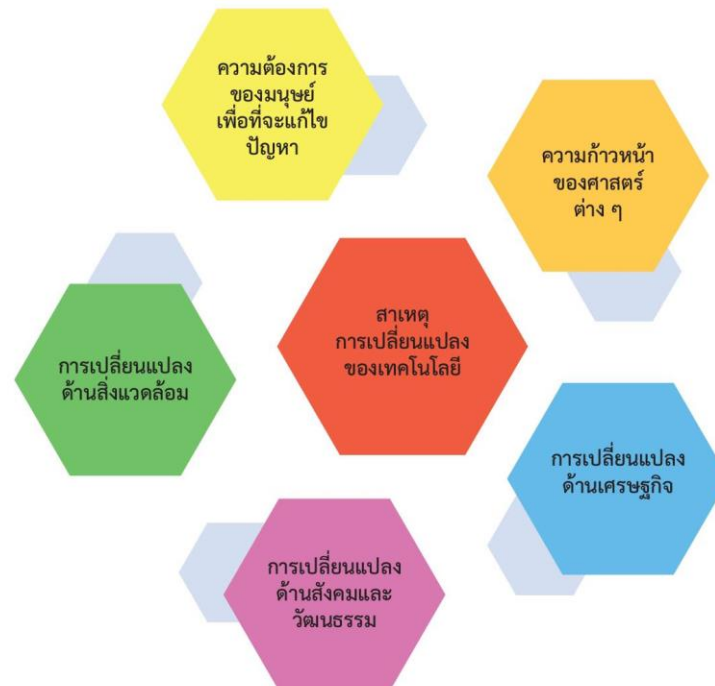 ความต้องการ
ของมนุษย์
เพื่อที่จะแก้ไข
ปัญหา
ความก้าวหน้า
ของศาสตร์
ต่าง ๆ
สาเหตุ
การเปลี่ยนแปลง
ของเทคโนโลยี
การเปลี่ยนแปลง
ด้านสิ่งแวดล้อม
การเปลี่ยนแปลง
ด้านเศรษฐกิจ
การเปลี่ยนแปลง
ด้านสังคมและ
วัฒนธรรม